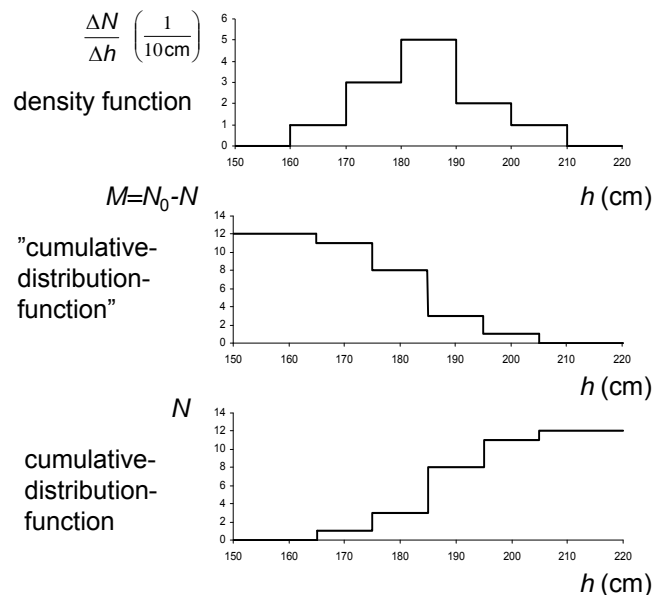 ΔN/Δh (1/10 cm)
density function
6
5
4
3
2
1
0
150 160 170 180 190 200 210 220
h (cm)
M=N₀-N
"cumulative-
distribution-
function"
14
12
10
8
6
4
2
0
150 160 170 180 190 200 210 220
h (cm)
N
cumulative-
distribution-
function
14
12
10
8
6
4
2
0
150 160 170 180 190 200 210 220
h (cm)